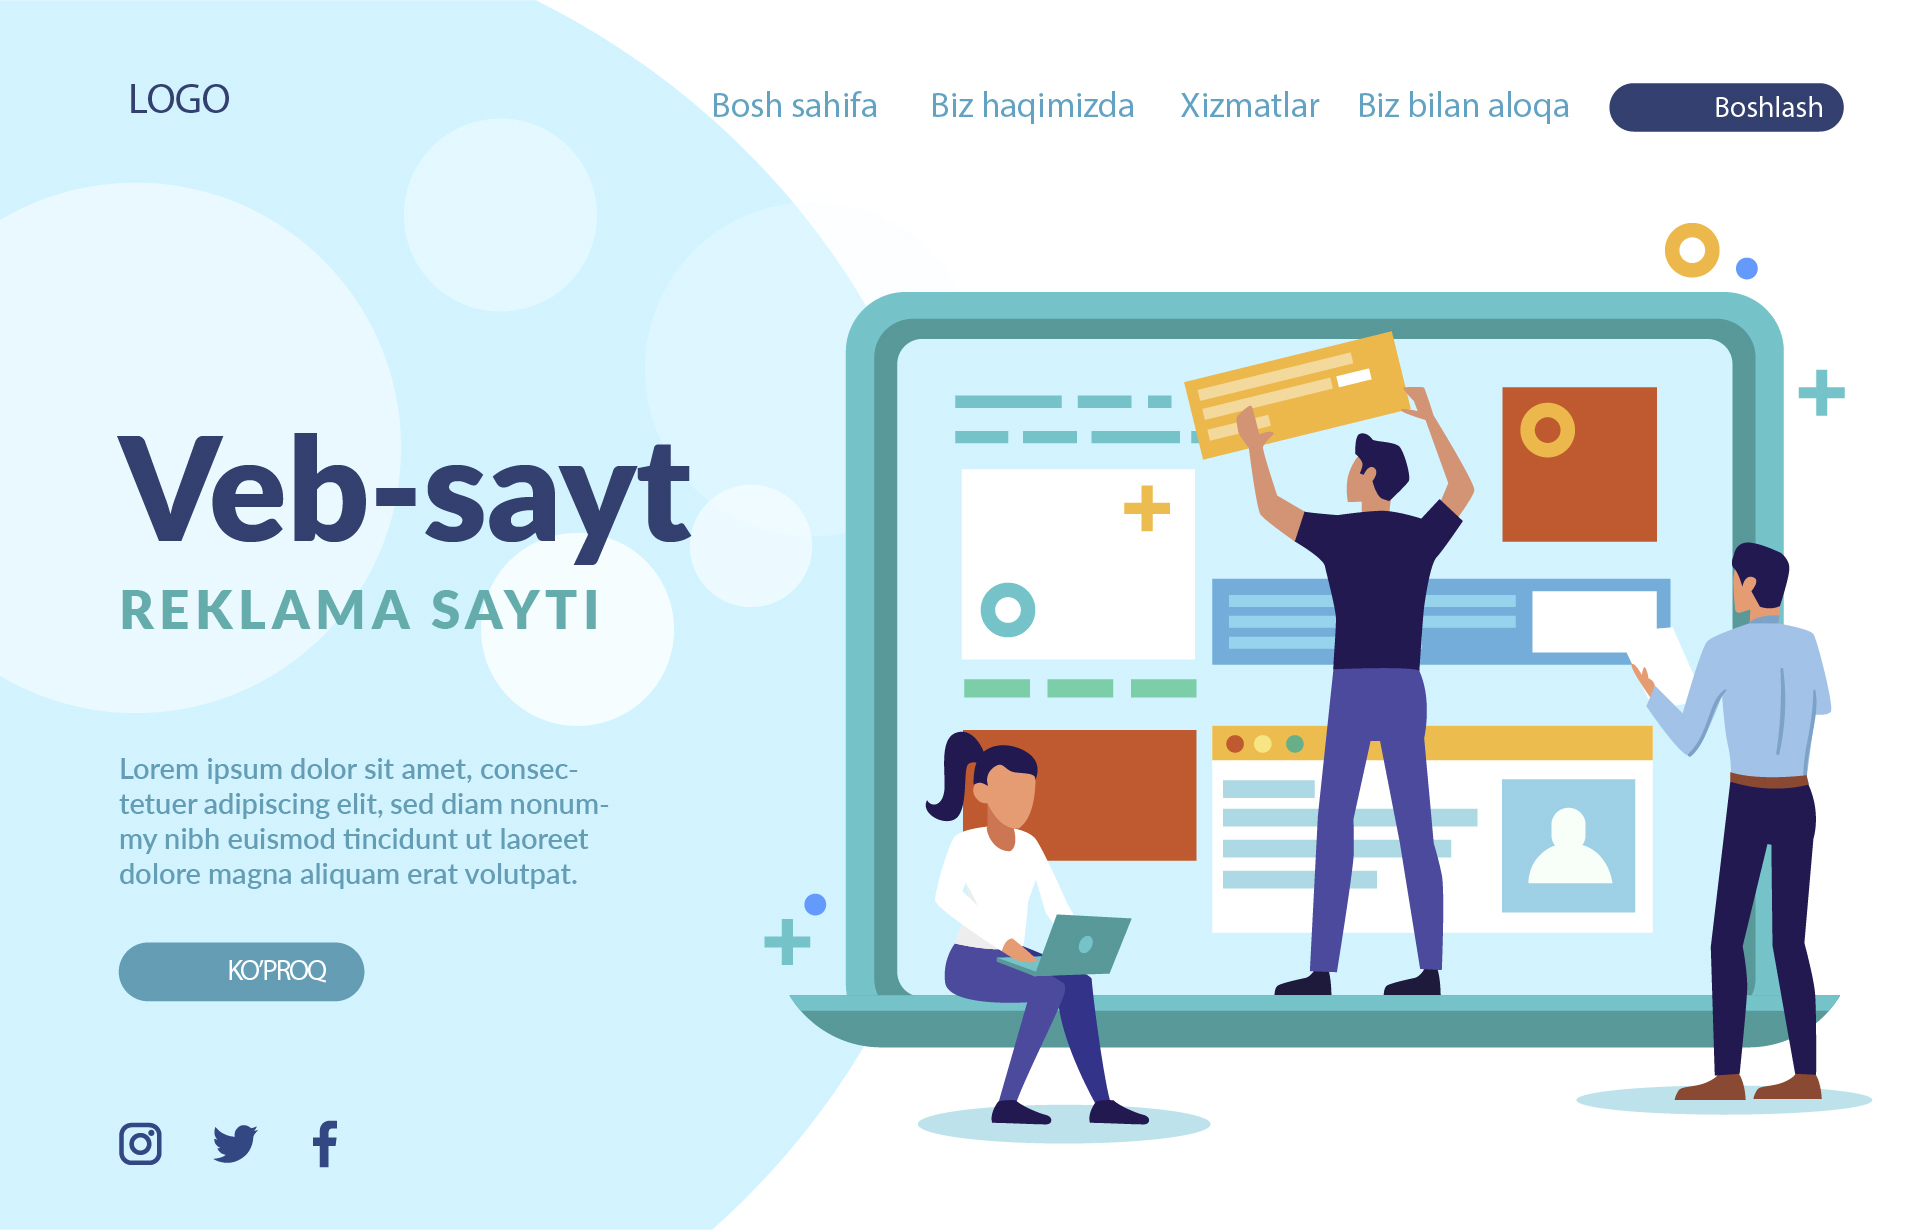 LOGO
Bosh sahifa
Biz haqimizda
Xizmatlar
Biz bilan aloqa
Boshlash
Veb-sayt
REKLAMA SAYTI
Lorem ipsum dolor sit amet, consec-
tetuer adipiscing elit, sed diam nonum-
my nibh euismod tincidunt ut laoreet
dolore magna aliquam erat volutpat.
KO’PROQ